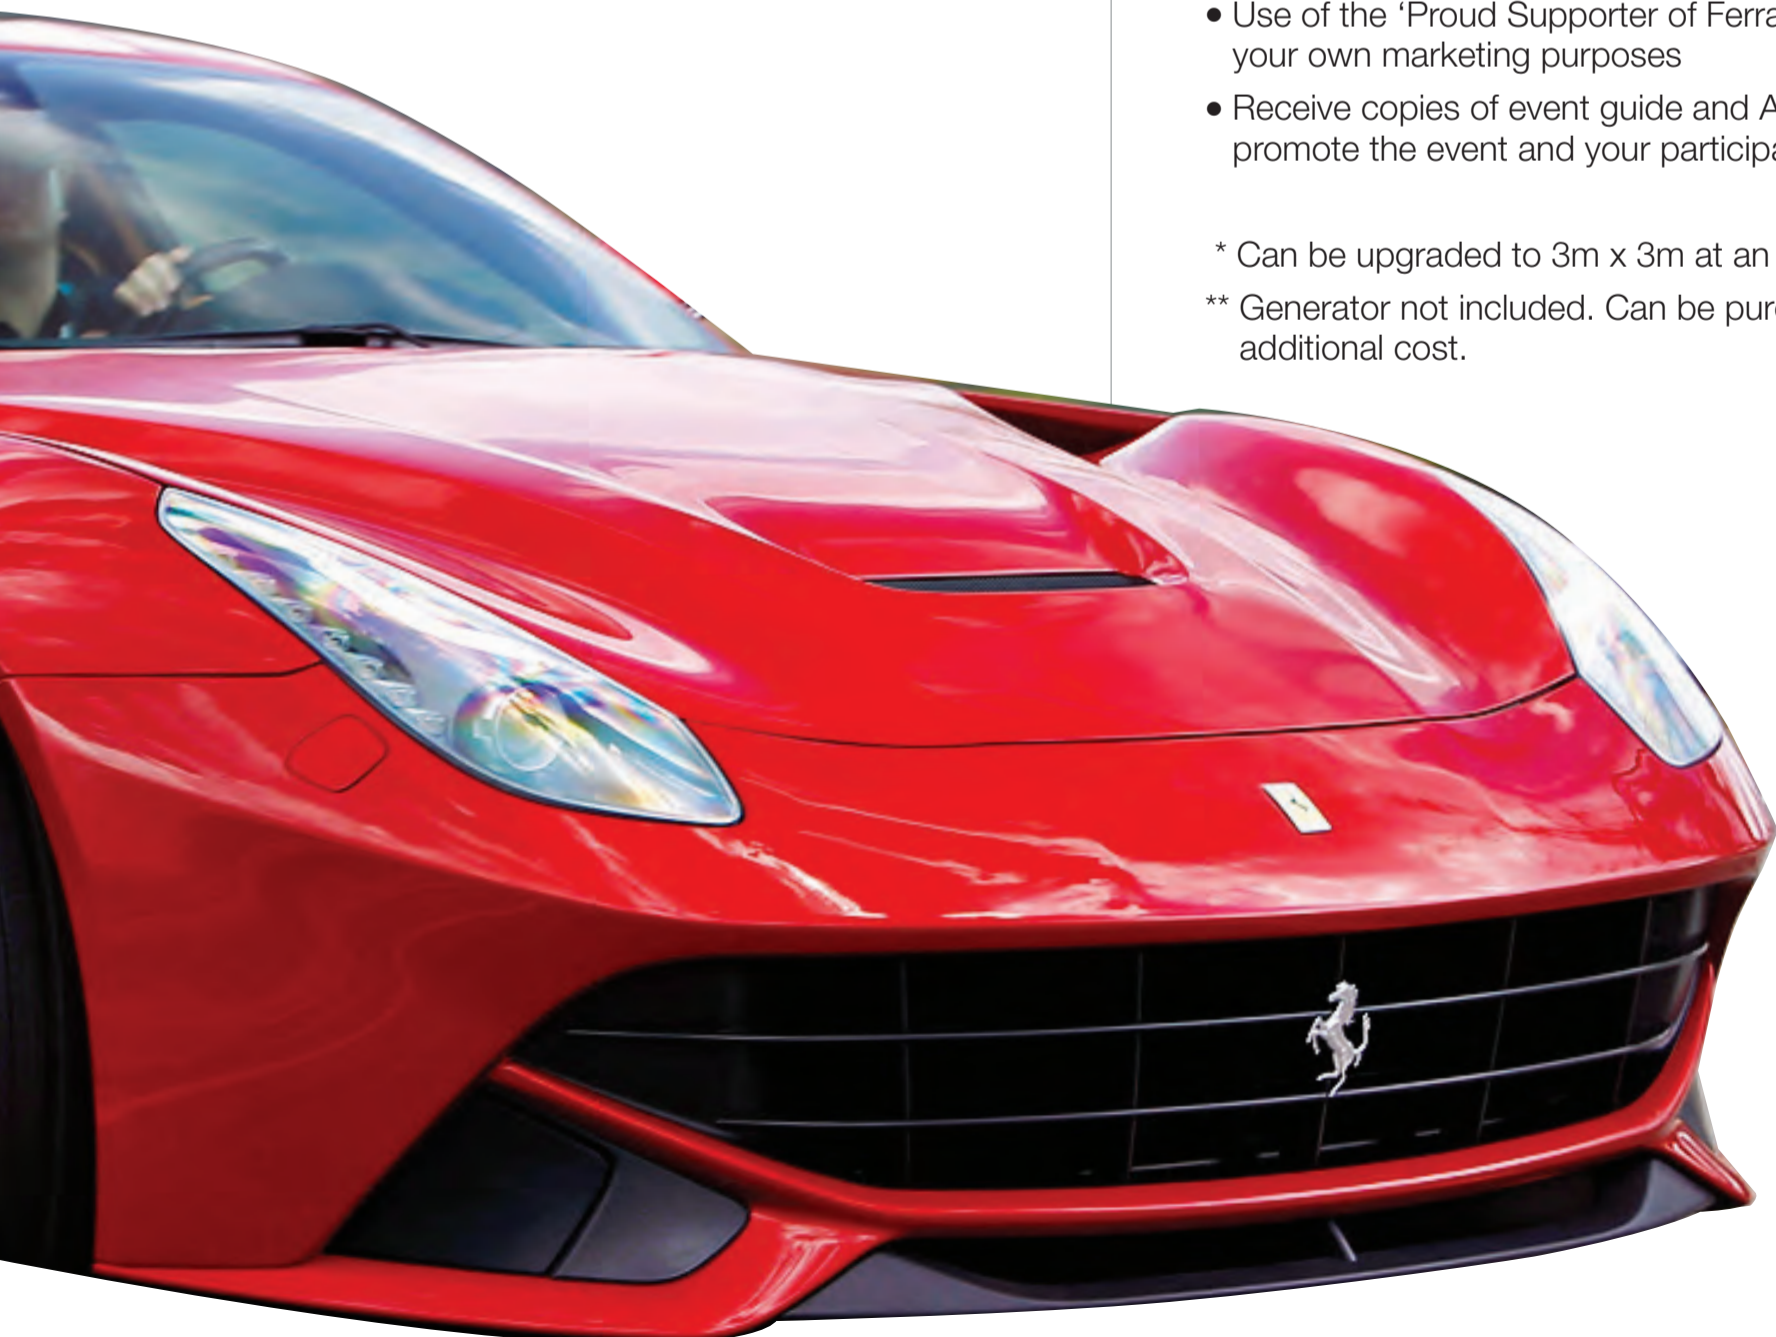 • Use of the ‘Proud Supporter of
your own marketing purposes
• Receive copies of event guide and
promote the event and your
* Can be upgraded to 3m x 3m at an
** Generator not included. Can be
additional cost.